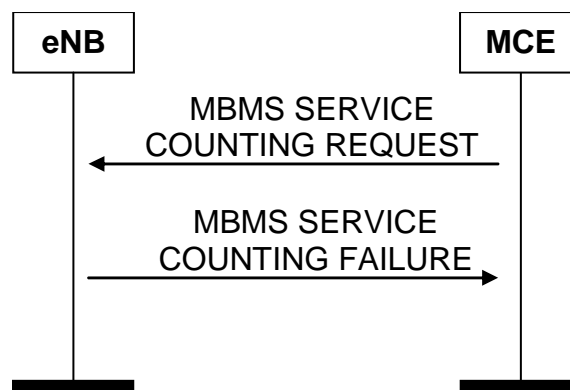 eNB
MCE
MBMS SERVICE
COUNTING REQUEST
MBMS SERVICE
COUNTING FAILURE